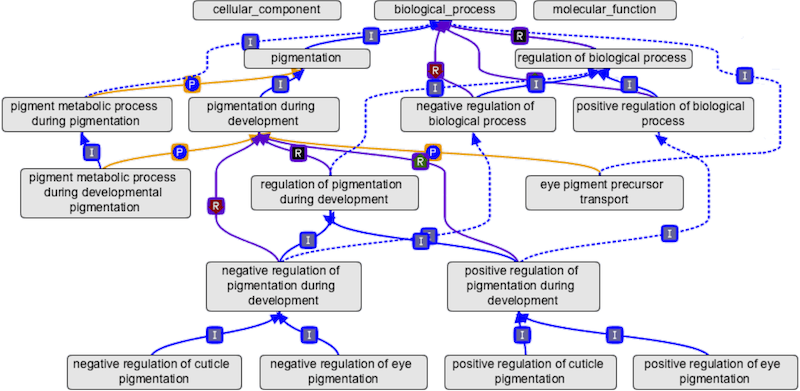 cellular_component
biological_process
molecular_function
I
I
R
pigmentation
regulation of biological process
R
I
P
I
I
R
I
I
pigment metabolic process
during pigmentation
pigmentation during
development
negative regulation of
biological process
positive regulation of biological
process
I
P
R
R
P
pigment metabolic process
during developmental
pigmentation
regulation of pigmentation
during development
eye pigment precursor
transport
R
I
I
I
I
negative regulation of
pigmentation during
development
positive regulation of
pigmentation during
development
I
I
I
I
negative regulation of cuticle
pigmentation
negative regulation of eye
pigmentation
positive regulation of cuticle
pigmentation
positive regulation of eye
pigmentation